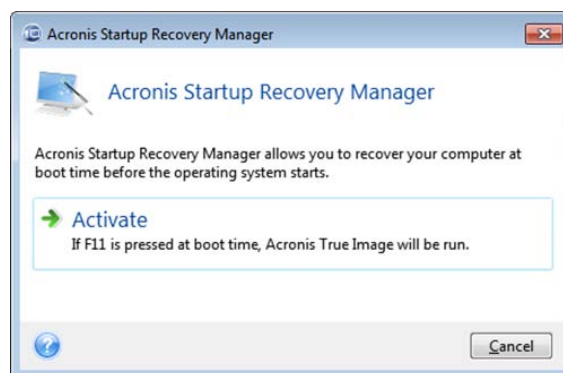 Acronis Startup Recovery Manager
Acronis Startup Recovery Manager
Acronis Startup Recovery Manager allows you to recover your computer at
boot time before the operating system starts.
Activate
If F11 is pressed at boot time, Acronis True Image will be run.
Cancel